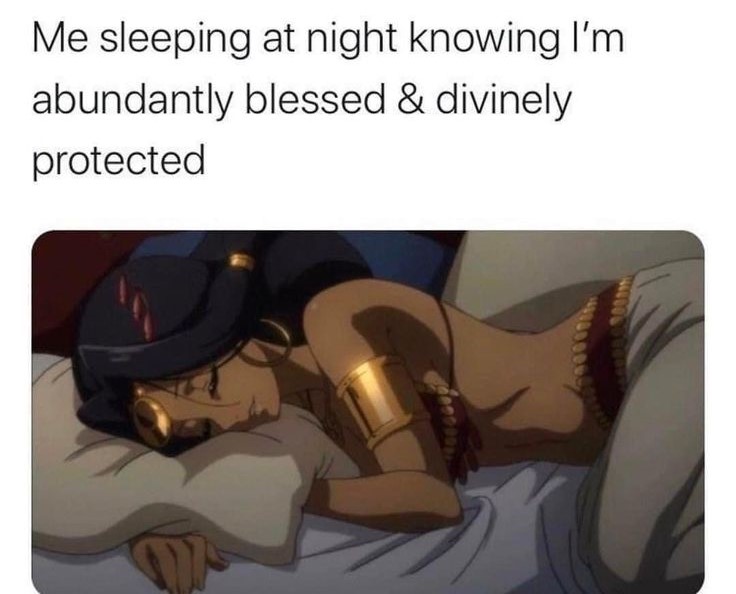 Me sleeping at night knowing I’m
abundantly blessed & divinely
protected